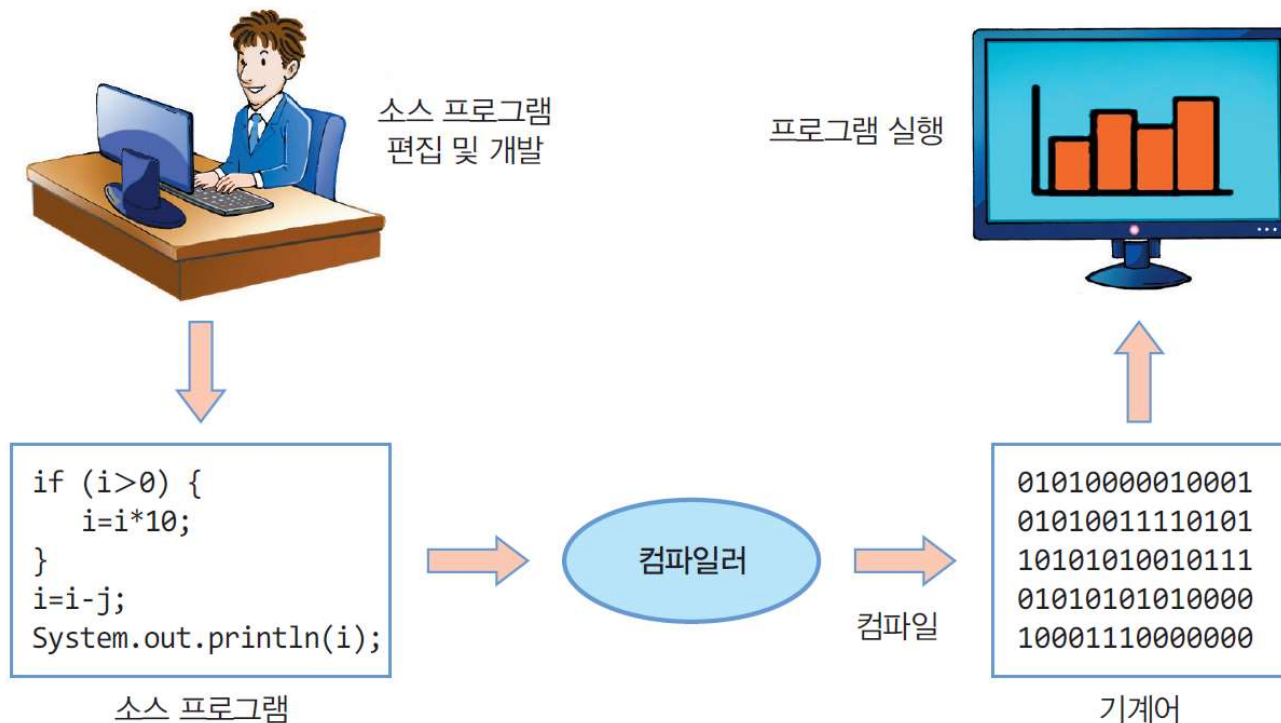 소스 프로그램
편집 및 개발
프로그램 실행
if (i>0) {
   i=i*10;
}
i=i-j;
System.out.println(i);
소스 프로그램
컴파일러
컴파일
01010000010001
01010011110101
10101010010111
01010101010000
10001110000000
기계어